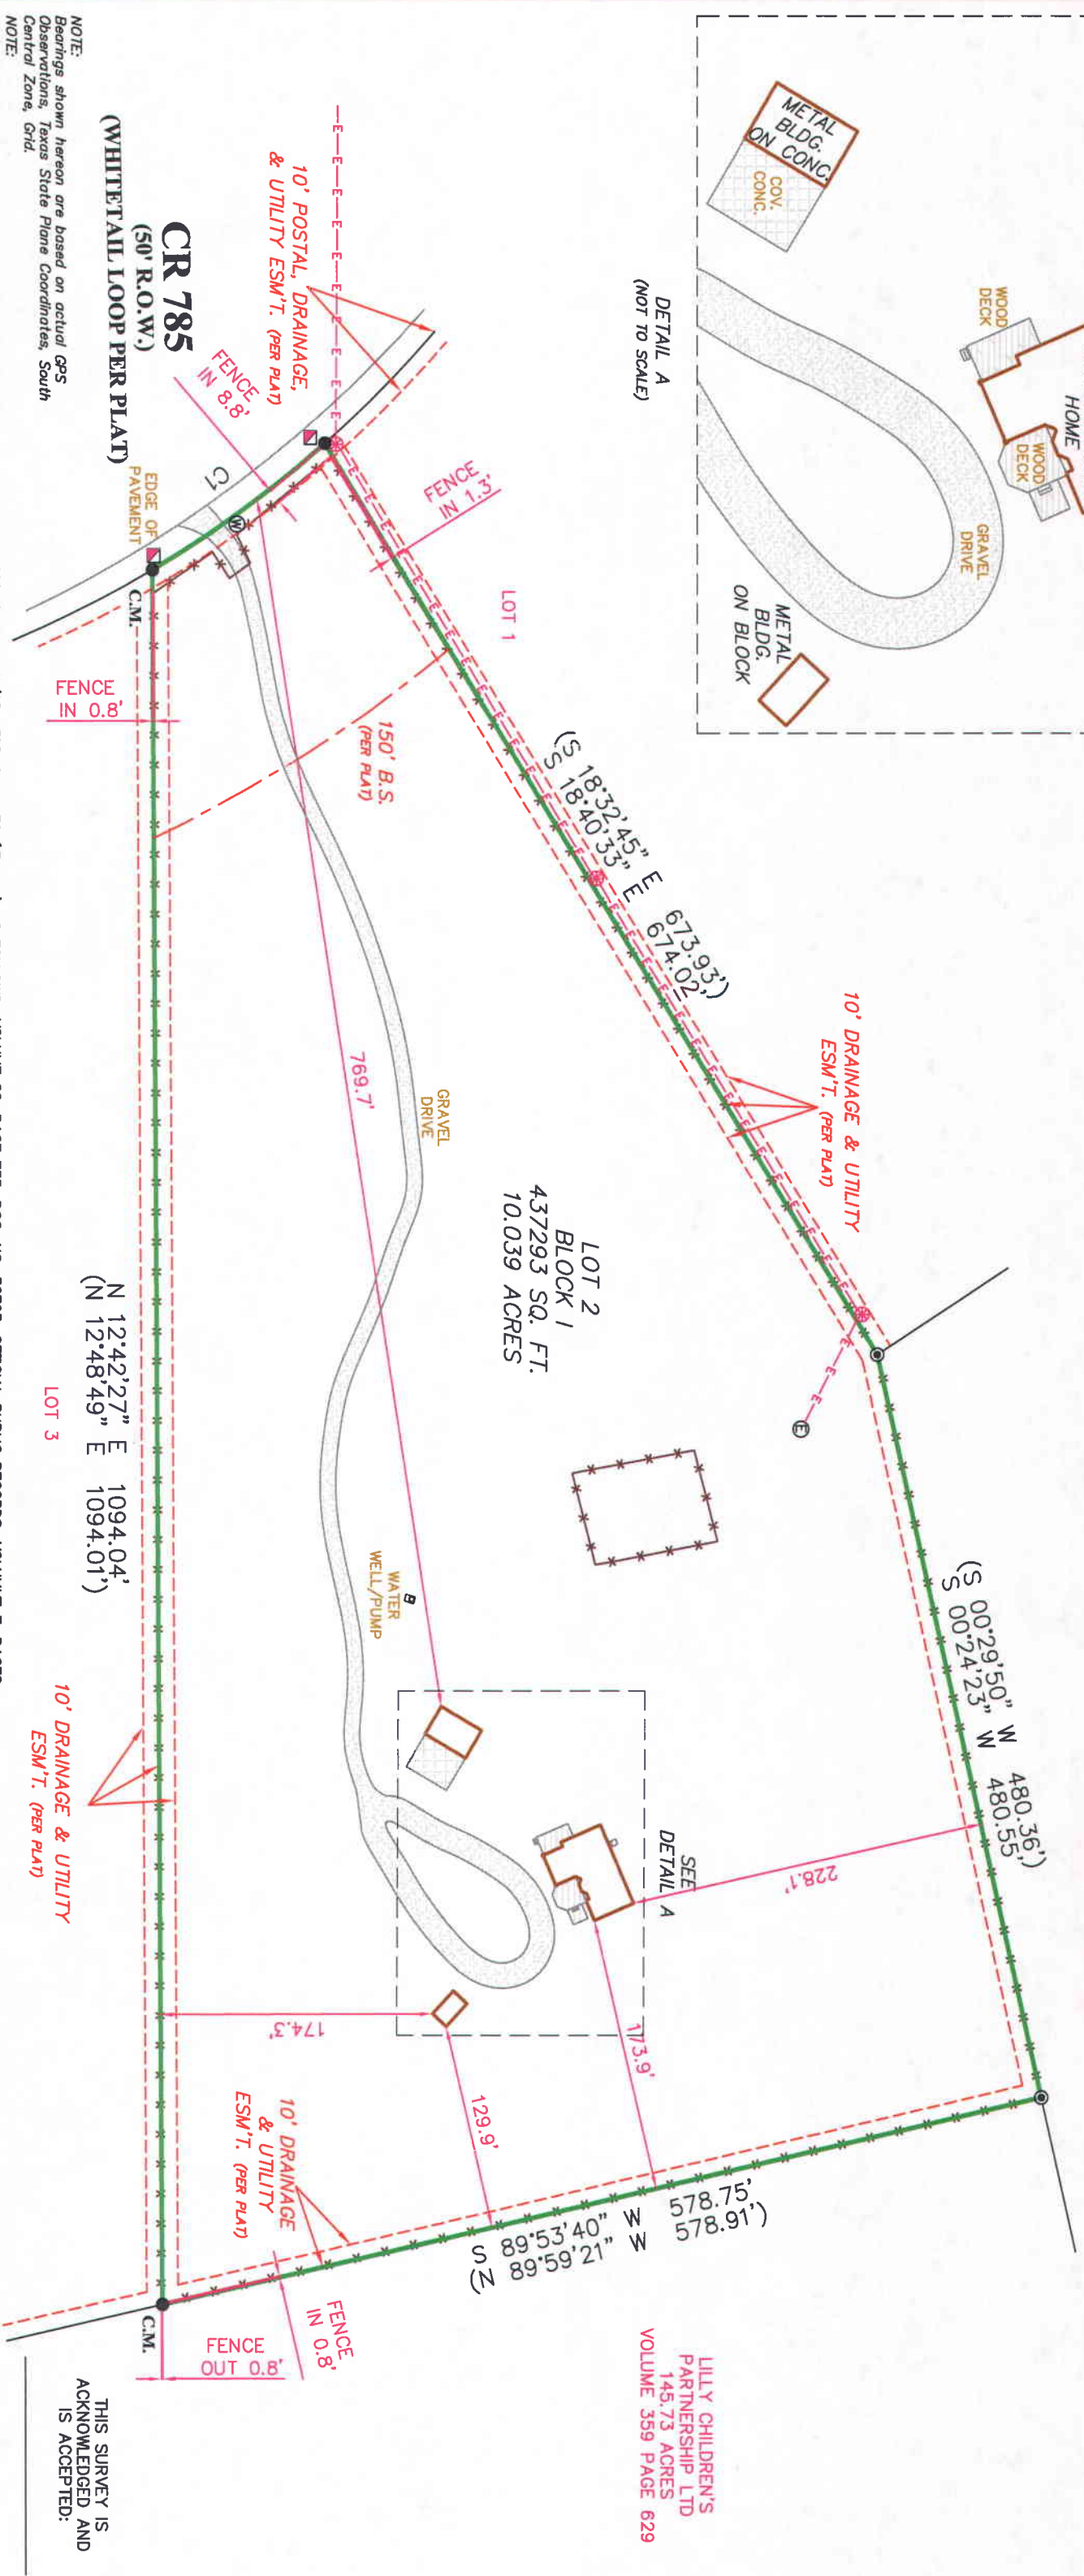 HOME
WOOD
DECK
WOOD
DECK
METAL
BLDG.
ON CONC.
COV.
CONC.
GRAVEL
DRIVE
METAL
BLDG.
ON BLOCK
DETAIL A
(NOT TO SCALE)
10' POSTAL, DRAINAGE,
& UTILITY ESM'T. (PER PLAT)
CR 785
(50' R.O.W.)
(WHITETAIL LOOP PER PLAT)
NOTE:
Bearings shown hereon are based on actual GPS
Observations, Texas State Plane Coordinates, South
Central Zone, Grid.
NOTE:
FENCE
IN 8.8'
FENCE
IN 1.3'
C1
W
EDGE OF
PAVEMENT
C.M.
FENCE
IN 0.8'
LOT 1
150' B.S.
(PER PLAT)
(S 18°32'45" E 673.93')
S 18°40'33" E 674.02'
10' DRAINAGE & UTILITY
ESM'T. (PER PLAT)
769.7'
GRAVEL
DRIVE
LOT 2
BLOCK 1
437293 SQ. FT.
10.039 ACRES
E
N 12°42'27" E 1094.04'
(N 12°48'49" E 1094.01')
LOT 3
WATER
WELL/PUMP
(S 00°29'50" W 480.36')
S 00°24'23" W 480.55'
SEE
DETAIL A
228.1'
173.9'
174.3'
129.9'
10' DRAINAGE & UTILITY
ESM'T. (PER PLAT)
10' DRAINAGE
& UTILITY
ESM'T. (PER PLAT)
S 89°53'40" W 578.75'
(N 89°59'21" W 578.91')
FENCE
IN 0.8'
FENCE
OUT 0.8'
C.M.
LILLY CHILDREN'S
PARTNERSHIP LTD
145.73 ACRES
VOLUME 359 PAGE 629
THIS SURVEY IS
ACKNOWLEDGED AND
IS ACCEPTED: